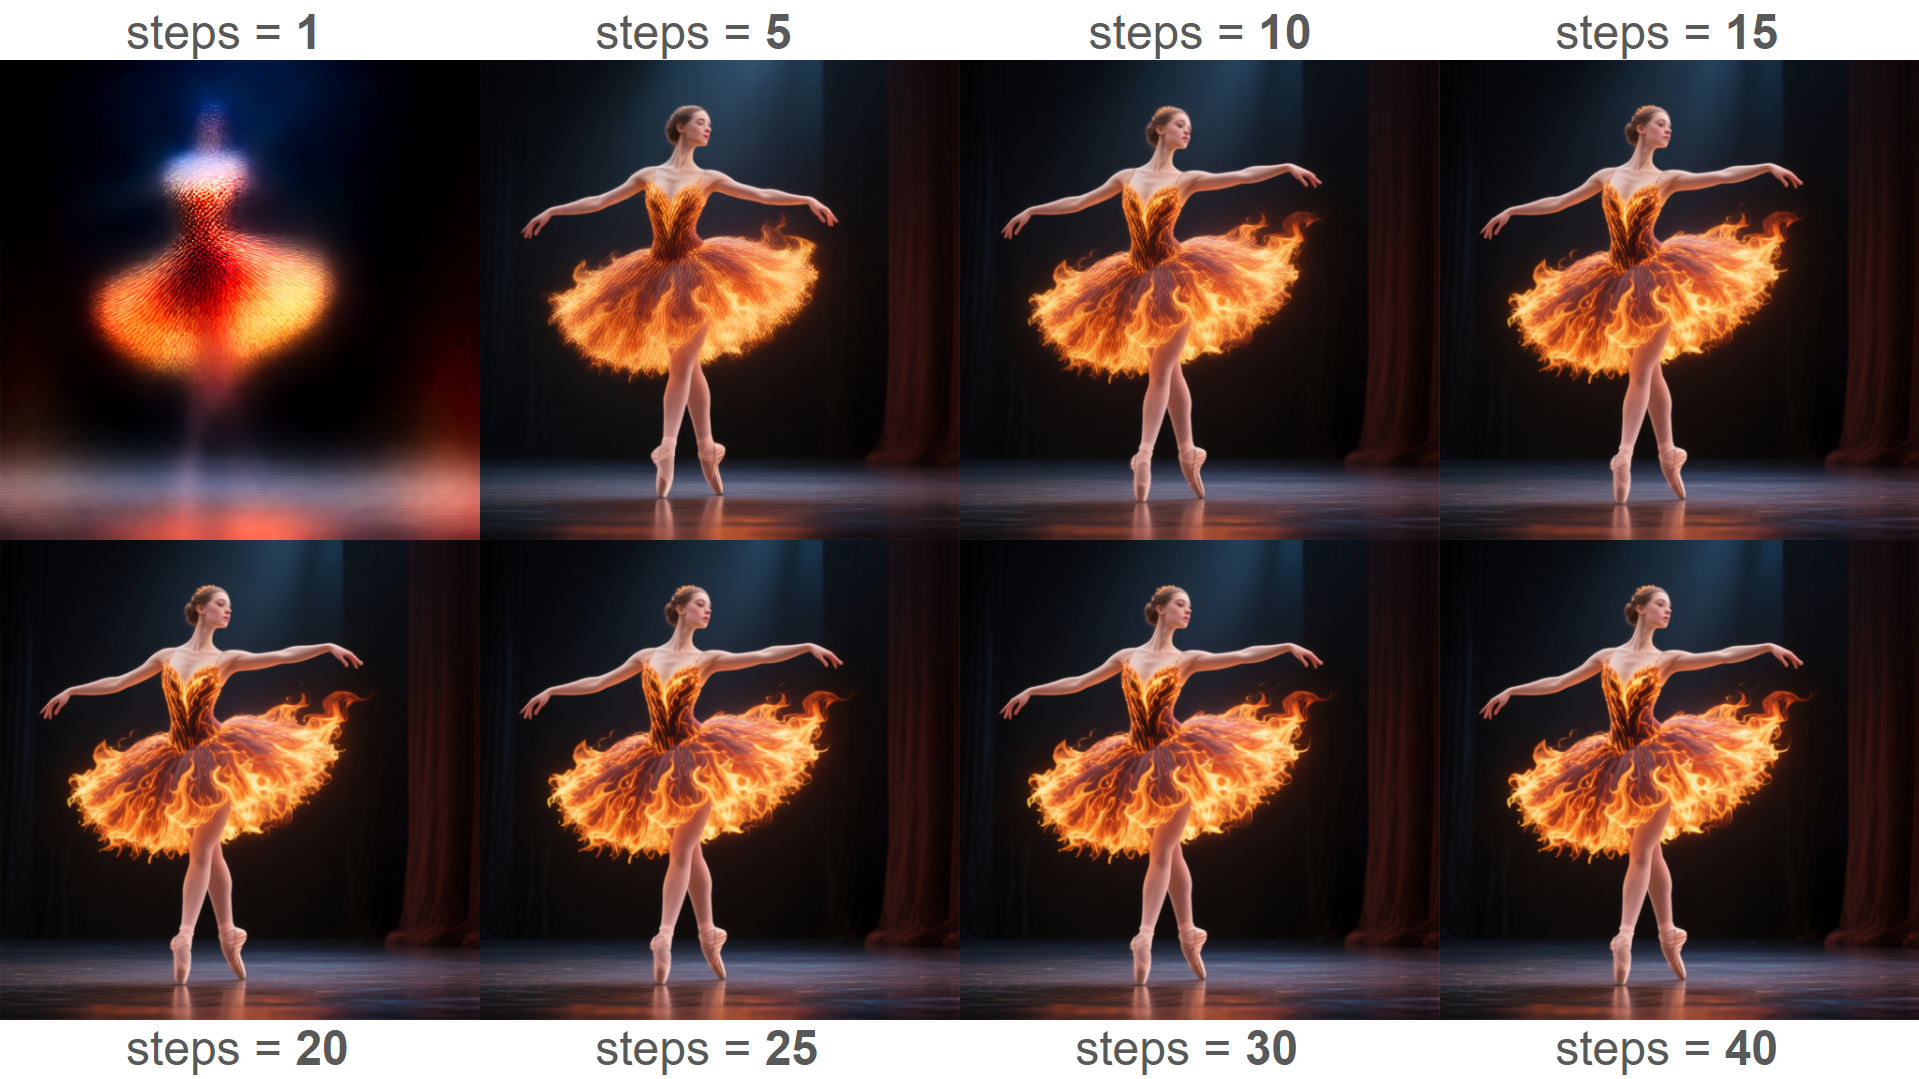 steps = 1
steps = 5
steps = 10
steps = 15
steps = 20
steps = 25
steps = 30
steps = 40